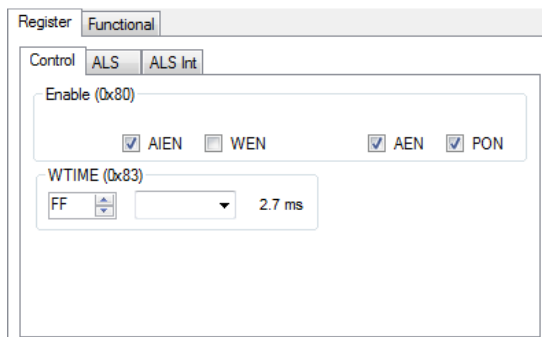 Register Functional
Control ALS ALS Int
Enable (0x80)
AIEN WEN AEN PON
WTIME (0x83)
FF 2.7 ms